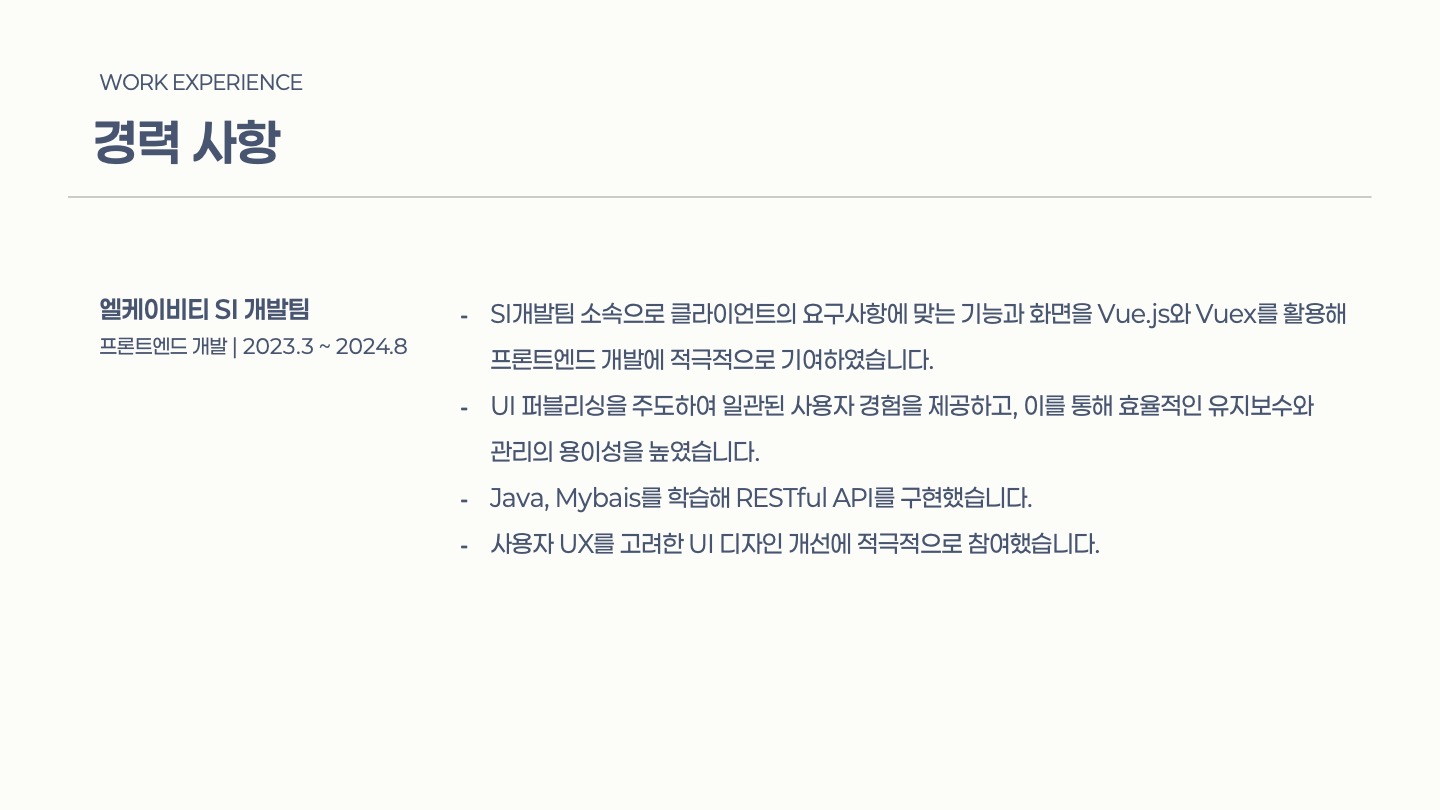 WORK EXPERIENCE
경력 사항
엘케이비티 SI 개발팀
프론트엔드 개발 | 2023.3 ~ 2024.8
- SI개발팀 소속으로 클라이언트의 요구사항에 맞는 기능과 화면을 Vue.js와 Vuex를 활용해
프론트엔드 개발에 적극적으로 기여하였습니다.
- UI 퍼블리싱을 주도하여 일관된 사용자 경험을 제공하고, 이를 통해 효율적인 유지보수와
관리의 용이성을 높였습니다.
- Java, Mybais를 학습해 RESTful API를 구현했습니다.
- 사용자 UX를 고려한 UI 디자인 개선에 적극적으로 참여했습니다.